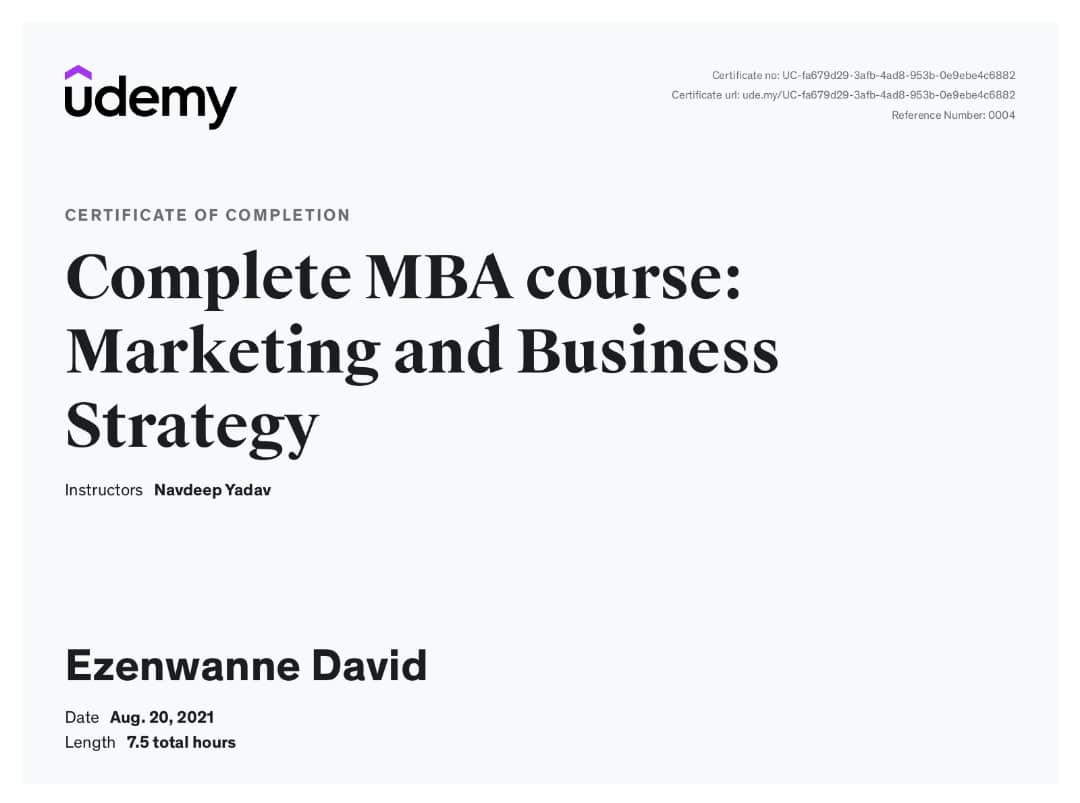 udemy
Certificate no: UC-fa679d29-3afb-4ad8-953b-0e9ebe4c6882
Certificate url: ude.my/UC-fa679d29-3afb-4ad8-953b-0e9ebe4c6882
Reference Number: 0004
CERTIFICATE OF COMPLETION
Complete MBA course:
Marketing and Business
Strategy
Instructors Navdeep Yadav
Ezenwanne David
Date Aug. 20, 2021
Length 7.5 total hours